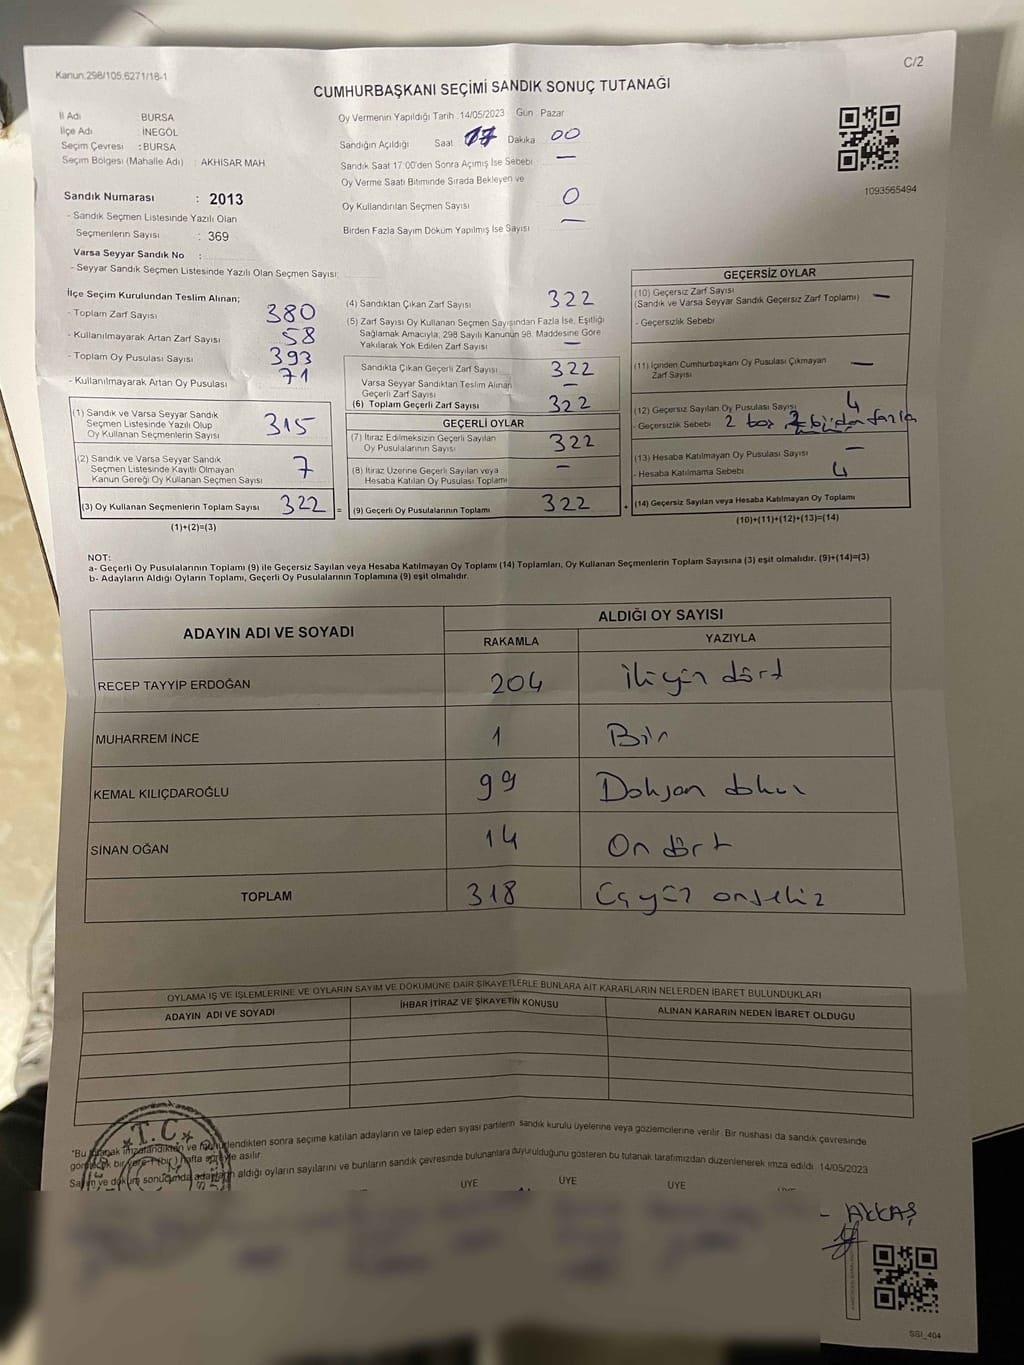 Kanun.298/105.6271/18-1
C/2
CUMHURBAŞKANI SEÇİMİ SANDIK SONUÇ TUTANAĞI
İl Adı BURSA
İlçe Adı : İNEGÖL
Seçim Çevresi : BURSA
Seçim Bölgesi (Mahalle Adı) : AKHİSAR MAH
Sandık Numarası : 2013
- Sandık Seçmen Listesinde Yazılı Olan
Seçmenlerin Sayısı : 369
Varsa Seyyar Sandık No :
- Seyyar Sandık Seçmen Listesinde Yazılı Olan Seçmen Sayısı:
Oy Vermenin Yapıldığı Tarih : 14/05/2023 Gün Pazar
Sandığın Açıldığı Saat 17 Dakika 00
Sandık Saat 17:00'den Sonra Açımış İse Sebebi —
Oy Verme Saati Bitiminde Sırada Bekleyen ve
Oy Kullandırılan Seçmen Sayısı 0
Birden Fazla Sayım Döküm Yapılmış İse Sayısı —
1093565494
İlçe Seçim Kurulundan Teslim Alınan;
- Toplam Zarf Sayısı 380
- Kullanılmayarak Artan Zarf Sayısı 58
- Toplam Oy Pusulası Sayısı 393
- Kullanılmayarak Artan Oy Pusulası 71
(1) Sandık ve Varsa Seyyar Sandık
Seçmen Listesinde Yazılı Olup
Oy Kullanan Seçmenlerin Sayısı 315
(2) Sandık ve Varsa Seyyar Sandık
Seçmen Listesinde Kayıtlı Olmayan
Kanun Gereği Oy Kullanan Seçmen Sayısı 7
(3) Oy Kullanan Seçmenlerin Toplam Sayısı 322 =
(1)+(2)=(3)
(4) Sandıktan Çıkan Zarf Sayısı 322
(5) Zarf Sayısı Oy Kullanan Seçmen Sayısından Fazla İse, Eşitliği
Sağlamak Amacıyla, 298 Sayılı Kanunun 98. Maddesine Göre
Yakılarak Yok Edilen Zarf Sayısı —
Sandıkta Çıkan Geçerli Zarf Sayısı 322
Varsa Seyyar Sandıktan Teslim Alınan
Geçerli Zarf Sayısı —
(6) Toplam Geçerli Zarf Sayısı 322
GEÇERLİ OYLAR
(7) İtiraz Edilmeksizin Geçerli Sayılan
Oy Pusulasının Sayısı 322
(8) İtiraz Üzerine Geçerli Sayılan veya
Hesaba Katılan Oy Pusulası Toplamı —
(9) Geçerli Oy Pusulalarının Toplamı 322
GEÇERSİZ OYLAR
(10) Geçersiz Zarf Sayısı —
(Sandık ve Varsa Seyyar Sandık Geçersiz Zarf Toplamı)
- Geçersizlik Sebebi
(11) İçinden Cumhurbaşkanı Oy Pusulası Çıkmayan
Zarf Sayısı —
(12) Geçersiz Sayılan Oy Pusulası Sayısı 4
- Geçersizlik Sebebi 2 boş 2 birden fazla
(13) Hesaba Katılmayan Oy Pusulası Sayısı —
- Hesaba Katılmama Sebebi 4
(14) Geçersiz Sayılan veya Hesaba Katılmayan Oy Toplamı
(10)+(11)+(12)+(13)=(14)
NOT:
a- Geçerli Oy Pusulalarının Toplamı (9) ile Geçersiz Sayılan veya Hesaba Katılmayan Oy Toplamı (14) Toplamları, Oy Kullanan Seçmenlerin Toplam Sayısına (3) eşit olmalıdır. (9)+(14)=(3)
b- Adayların Aldığı Oyların Toplamı, Geçerli Oy Pusulalarının Toplamına (9) eşit olmalıdır.
ADAYIN ADI VE SOYADI ALDIĞI OY SAYISI
RAKAMLA YAZIYLA
RECEP TAYYİP ERDOĞAN 204 İkiyüz dört
MUHARREM İNCE 1 Bir
KEMAL KILIÇDAROĞLU 99 Doksan dokuz
SİNAN OĞAN 14 On dört
TOPLAM 318 Üçyüz onsekiz
OYLAMA İŞ VE İŞLEMLERİNE VE OYLARIN SAYIM VE DÖKÜMÜNE DAİR ŞİKAYETLERLE BUNLARA AİT KARARLARIN NELERDEN İBARET BULUNDUKLARI
ADAYIN ADI VE SOYADI İHBAR İTİRAZ VE ŞİKAYETİN KONUSU ALINAN KARARIN NEDEN İBARET OLDUĞU
T.C.
"Bu tutanak imzalandıktan ve mühürlendikten sonra seçime katılan adayların ve talep eden siyasi partilerin sandık kurulu üyelerine veya gözlemcilerine verilir. Bir nushası da sandık çevresinde
görülecek bir yere 1 (bir) hafta süreyle asılır.
Sayım ve döküm sonucunda adayların aldığı oyların sayılarını ve bunların sandık çevresinde bulunanlara duyurulduğunu gösteren bu tutanak tarafımızdan düzenlenerek imza edildi. 14/05/2023
ÜYE ÜYE ÜYE
AKKAŞ
SSI_404